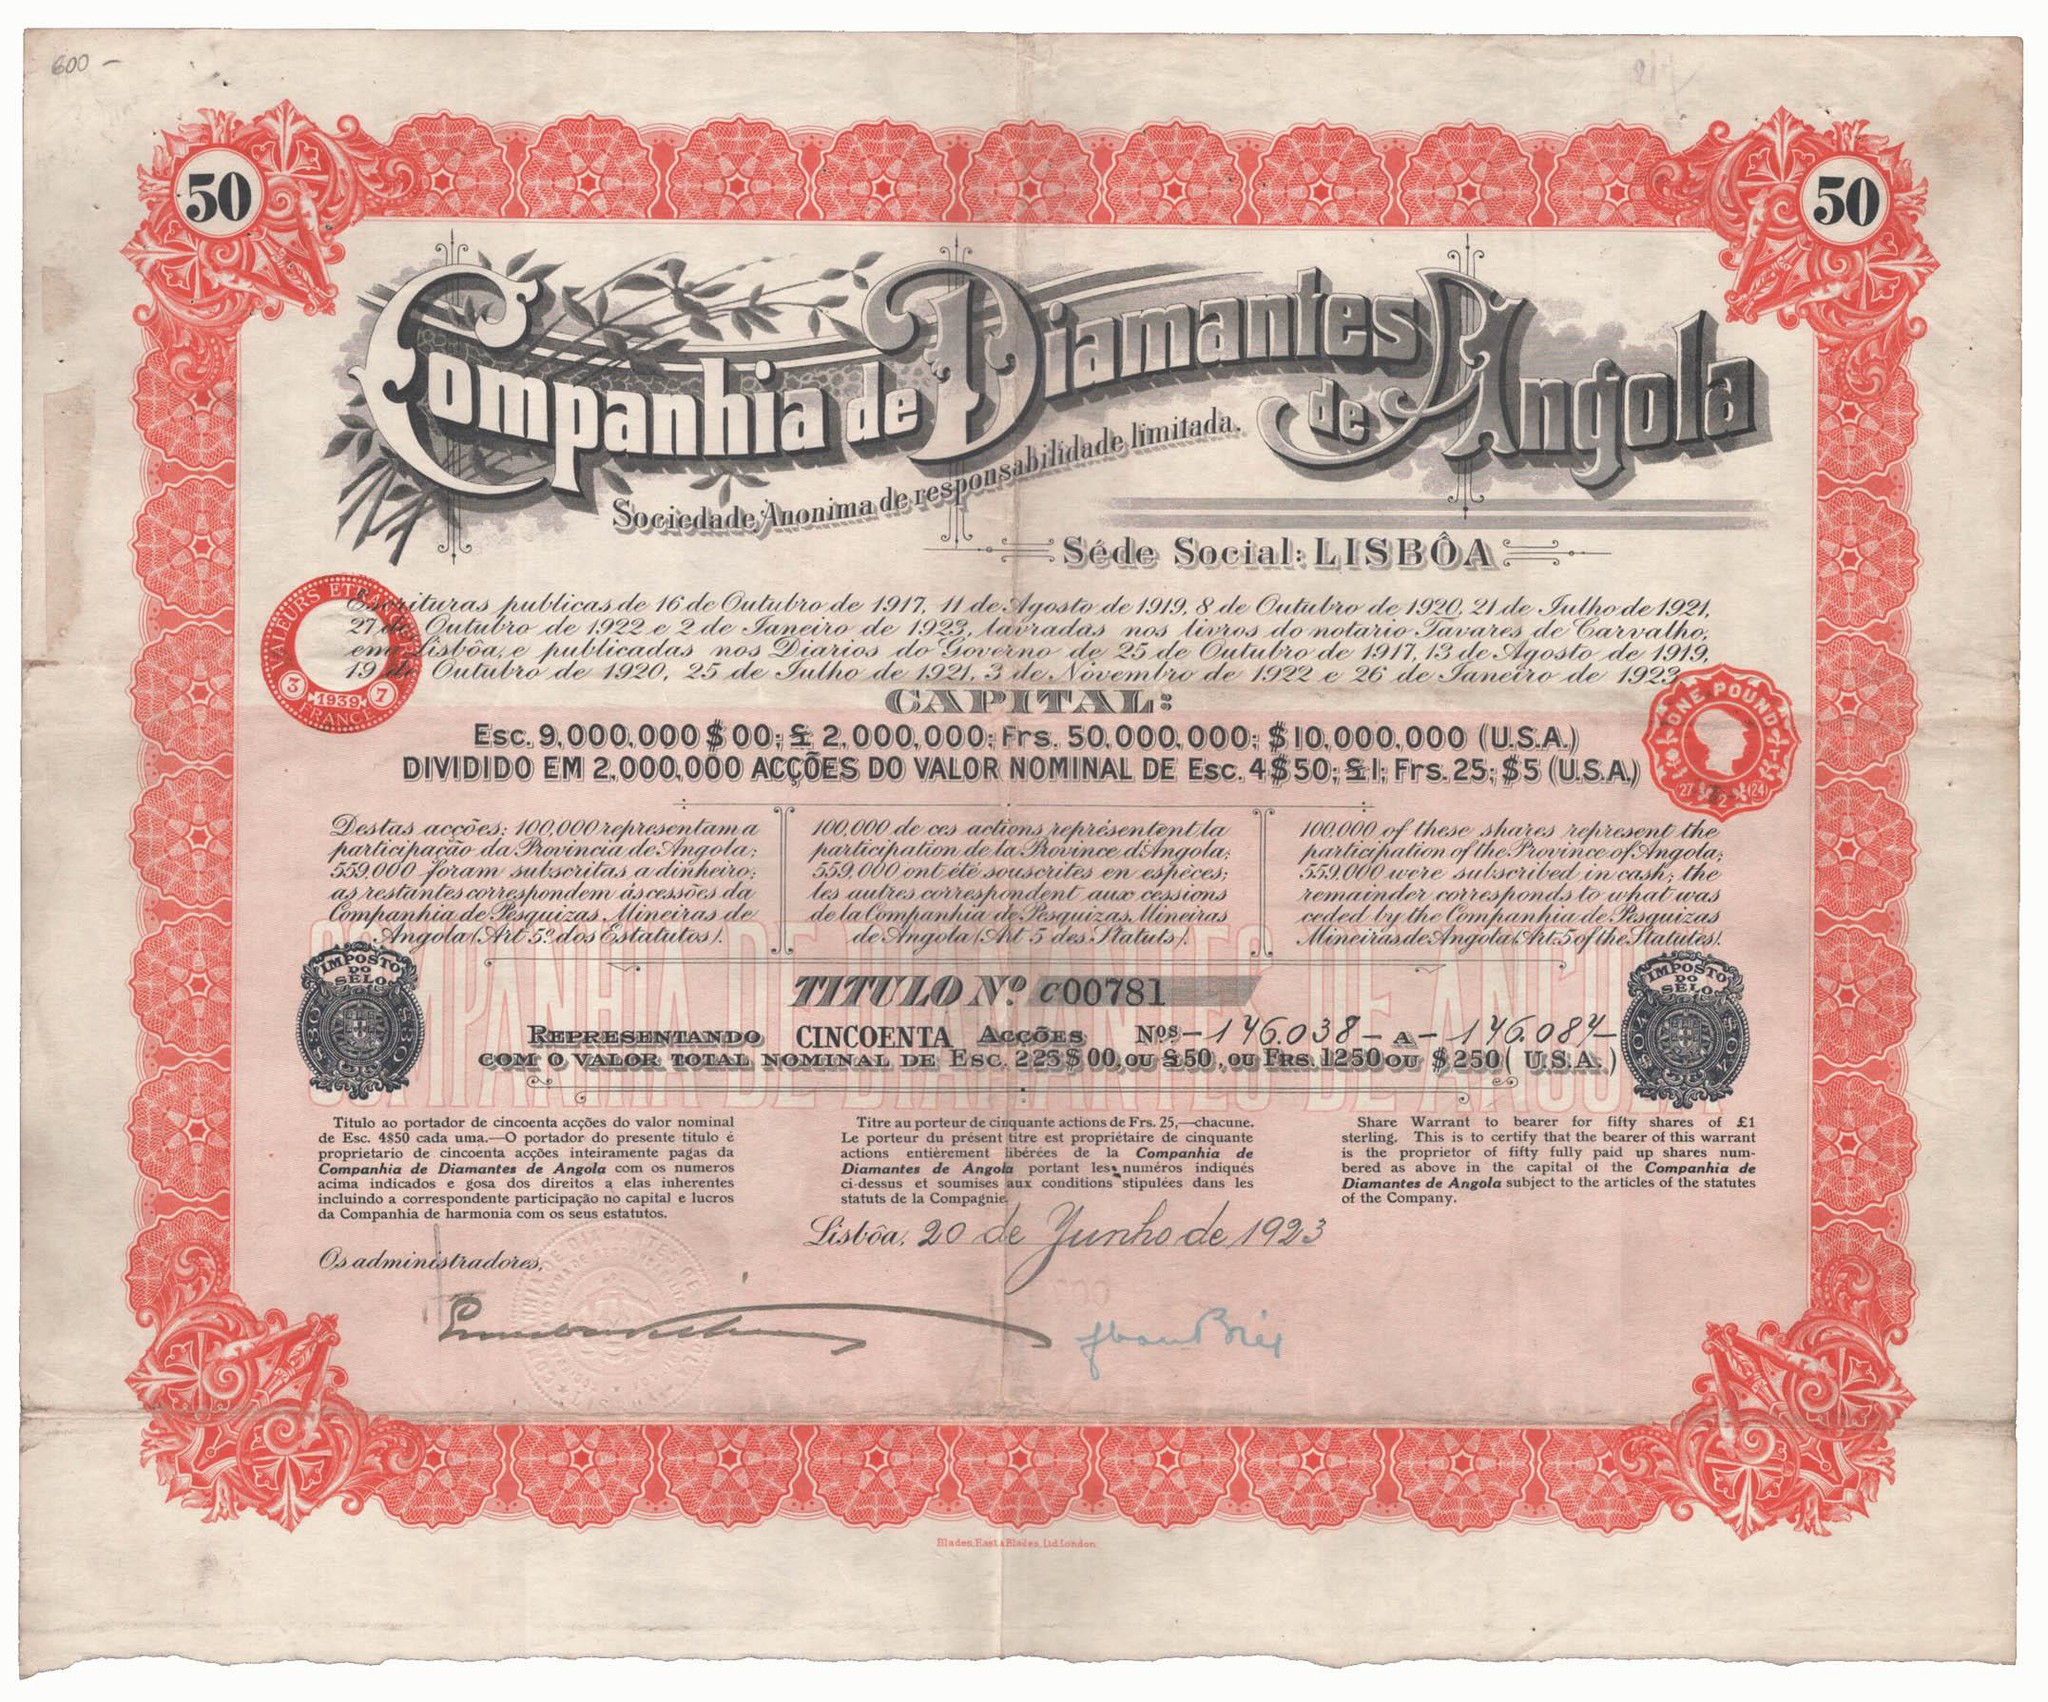 600 -
50
50
Companhia de Diamantes de Angola
Sociedade Anonima de responsabilidade limitada.
Séde Social: LISBÔA
Escrituras publicas de 16 de Outubro de 1917, 11 de Agosto de 1919, 8 de Outubro de 1920, 21 de Julho de 1921,
27 de Outubro de 1922 e 2 de Janeiro de 1923, lavradas nos livros do notario Tavares de Carvalho,
em Lisbôa, e publicadas nos Diarios do Governo de 25 de Outubro de 1917, 13 de Agosto de 1919,
19 de Outubro de 1920, 25 de Julho de 1921, 3 de Novembro de 1922 e 26 de Janeiro de 1923
VALEURS
3 1939 7
FRANCE
CAPITAL:
Esc. 9,000,000 $ 00; £ 2,000,000; Frs. 50,000,000; $ 10,000,000 (U.S.A.)
DIVIDIDO EM 2,000,000 ACÇÕES DO VALOR NOMINAL DE Esc. 4$50; £1; Frs. 25; $5 (U.S.A.)
ONE POUND
27 2 (24)
Destas acções: 100,000 representam a
participação da Provincia de Angola;
559,000 foram subscritas a dinheiro;
as restantes correspondem ás cessões da
Companhia de Pesquizas Mineiras de
Angola (Art 5º dos Estatutos).
100,000 de ces actions représentent la
participation de la Province d'Angola;
559,000 ont été souscrites en espèces;
les autres correspondent aux cessions
de la Companhia de Pesquizas Mineiras
de Angola (Art 5 des Statuts).
100,000 of these shares represent the
participation of the Province of Angola;
559,000 were subscribed in cash; the
remainder corresponds to what was
ceded by the Companhia de Pesquizas
Mineiras de Angola (Art. 5 of the Statutes).
COMPANHIA DE DIAMANTES DE ANGOLA
IMPOSTO
DO
SELO
$30
$30
IMPOSTO
DO
SELO
TITULO Nº C00781
REPRESENTANDO CINCOENTA ACÇÕES Nos - 146.038 - A - 146.087 -
COM O VALOR TOTAL NOMINAL DE ESC. 225$00, OU £50, OU FRS. 1250 OU $250 ( U.S.A. )
Titulo ao portador de cincoenta acções do valor nominal
de Esc. 4$50 cada uma.—O portador do presente titulo é
proprietario de cincoenta acções inteiramente pagas da
Companhia de Diamantes de Angola com os numeros
acima indicados e gosa dos direitos a elas inherentes
incluindo a correspondente participação no capital e lucros
da Companhia de harmonia com os seus estatutos.
Titre au porteur de cinquante actions de Frs. 25,—chacune.
Le porteur du présent titre est propriétaire de cinquante
actions entièrement libérées de la Companhia de
Diamantes de Angola portant les numéros indiqués
ci-dessus et soumises aux conditions stipulées dans les
statuts de la Compagnie.
Share Warrant to bearer for fifty shares of £1
sterling. This is to certify that the bearer of this warrant
is the proprietor of fifty fully paid up shares num-
bered as above in the capital of the Companhia de
Diamantes de Angola subject to the articles of the statutes
of the Company.
Lisbôa, 20 de Junho de 1923
Os administradores,
Blades, East & Blades, Ltd London